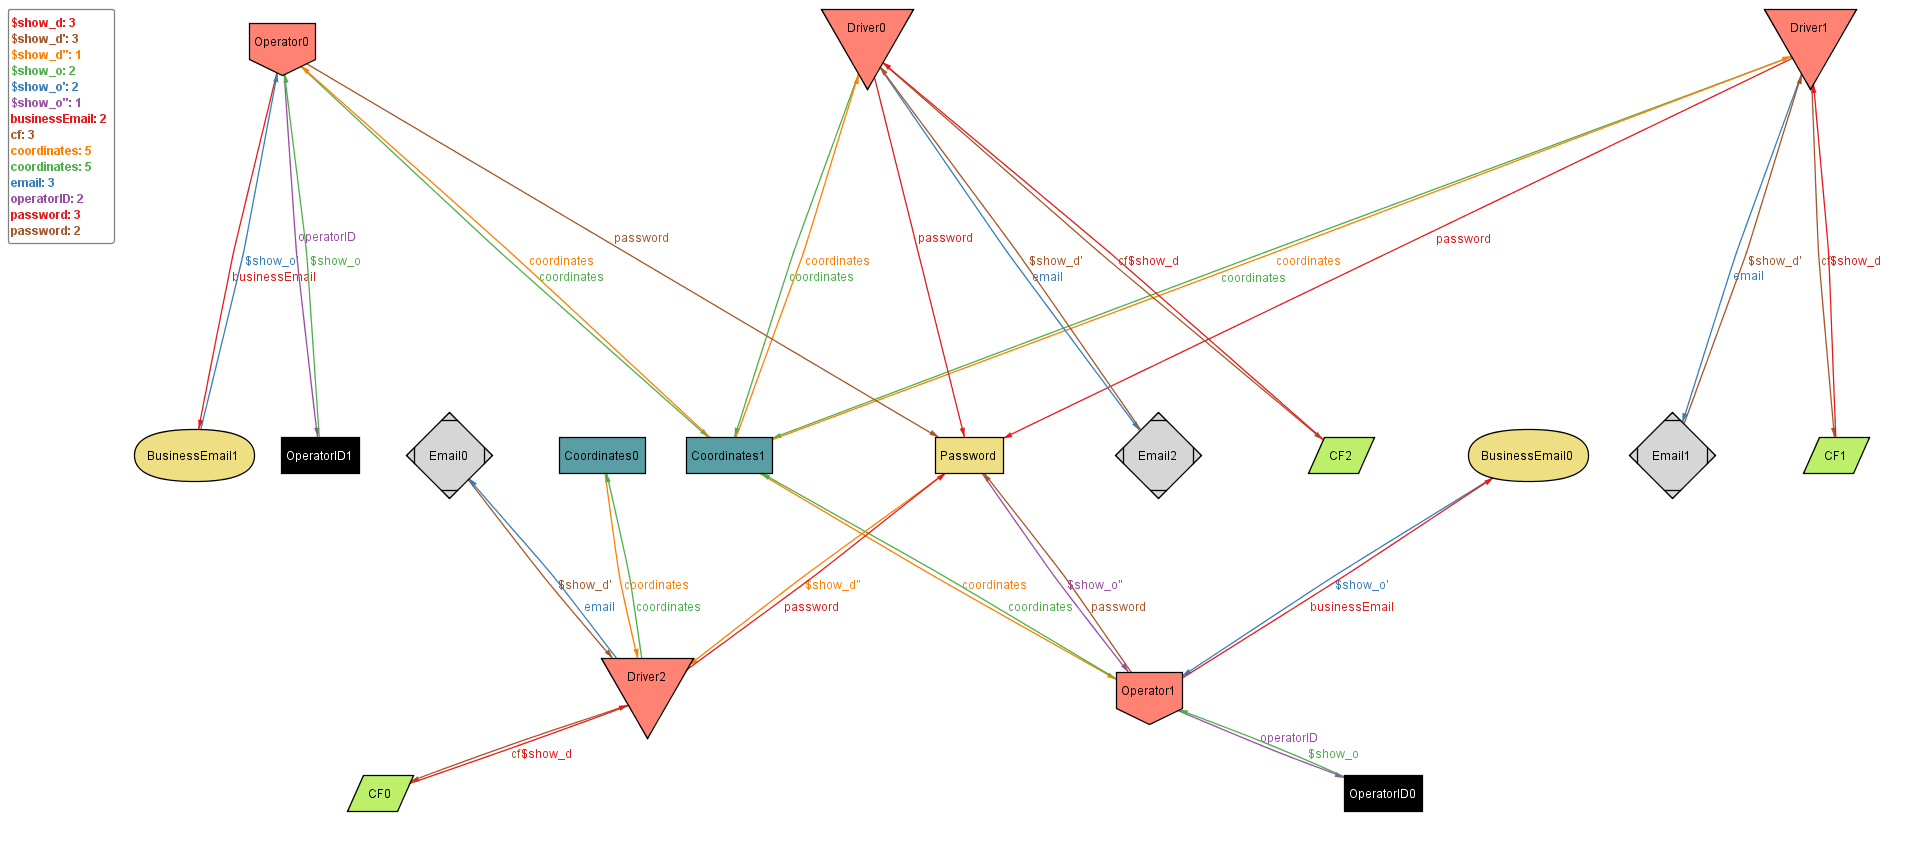 $show_d: 3
$show_d': 3
$show_d": 1
$show_o: 2
$show_o': 2
$show_o": 1
businessEmail: 2
cf: 3
coordinates: 5
coordinates: 5
email: 3
operatorID: 2
password: 3
password: 2
Operator0
Driver0
Driver1
operatorID
password
password
password
$show_o'
$show_o
coordinates
coordinates
$show_d'
cf$show_d
coordinates
$show_d'
cf$show_d
businessEmail
coordinates
coordinates
email
coordinates
email
BusinessEmail1
OperatorID1
Email0
Coordinates0
Coordinates1
Password
Email2
CF2
BusinessEmail0
Email1
CF1
$show_d'
coordinates
$show_d"
coordinates
$show_o"
$show_o'
email
coordinates
password
coordinates
password
businessEmail
Driver2
Operator1
operatorID
cf$show_d
$show_o
CF0
OperatorID0